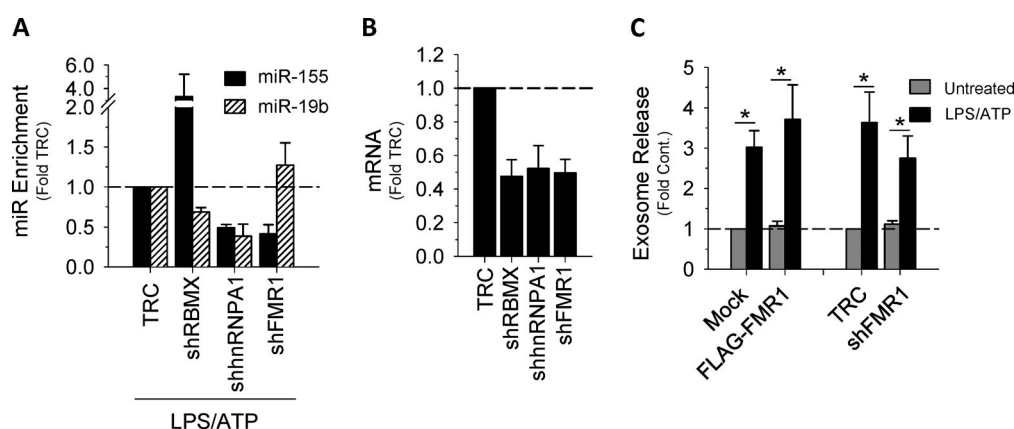 A
miR Enrichment
(Fold TRC)
6.0
4.0
2.0
1.0
0.5
0.0
miR-155
miR-19b
TRC
shRBMX
shhnRNPA1
shFMR1
LPS/ATP
B
mRNA
(Fold TRC)
1.2
1.0
0.8
0.6
0.4
0.2
0.0
TRC
shRBMX
shhnRNPA1
shFMR1
C
Exosome Release
(Fold Cont.)
5
4
3
2
1
0
* * * *
Untreated
LPS/ATP
Mock
FLAG-FMR1
TRC
shFMR1